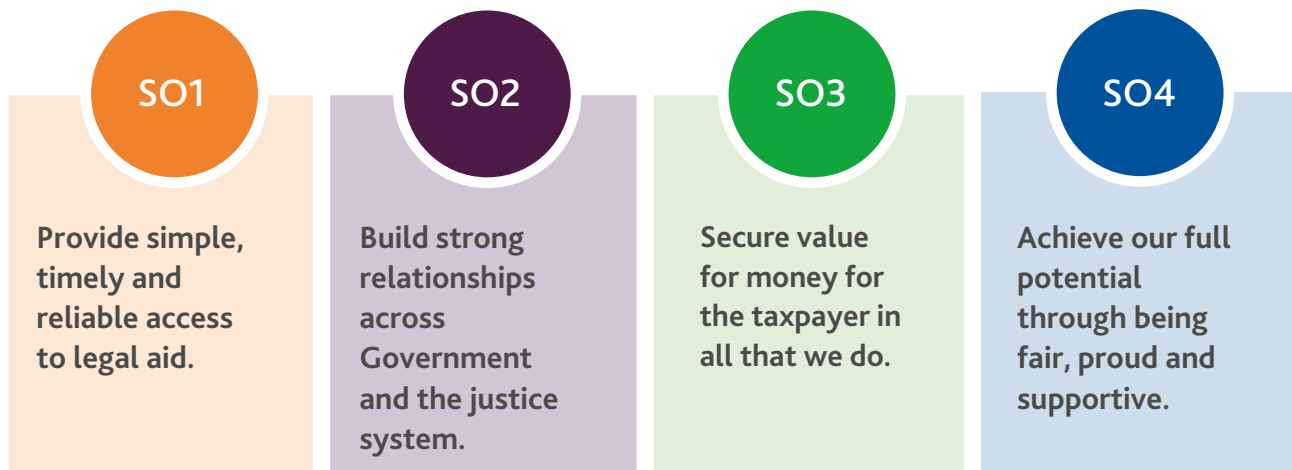 SO1
Provide simple,
timely and
reliable access
to legal aid.
SO2
Build strong
relationships
across
Government
and the justice
system.
SO3
Secure value
for money for
the taxpayer in
all that we do.
SO4
Achieve our full
potential
through being
fair, proud and
supportive.